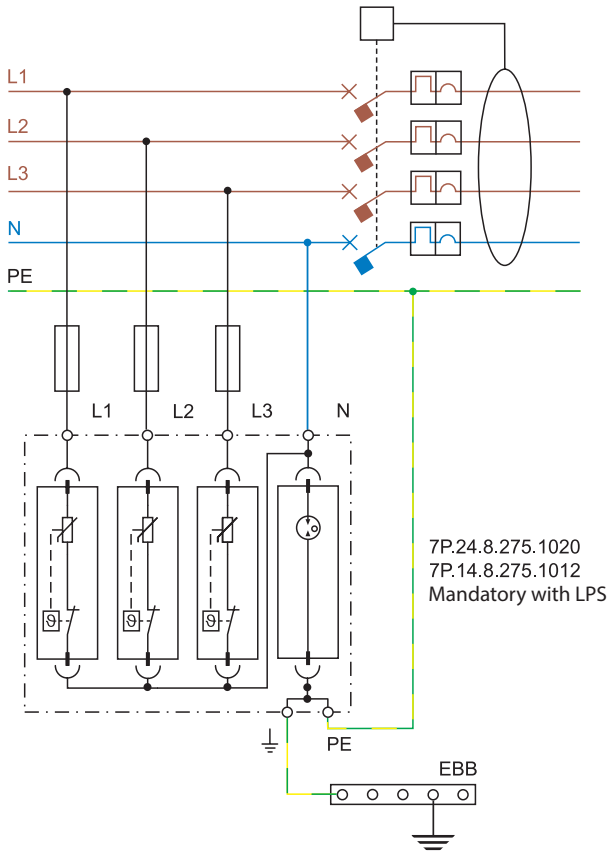 L1
L2
L3
N
PE
L1 L2 L3 N
ϑ ϑ ϑ
7P.24.8.275.1020
7P.14.8.275.1012
Mandatory with LPS
PE
EBB